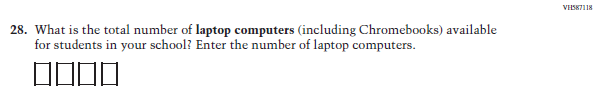 VH587118
28. What is the total number of laptop computers (including Chromebooks) available
for students in your school? Enter the number of laptop computers.